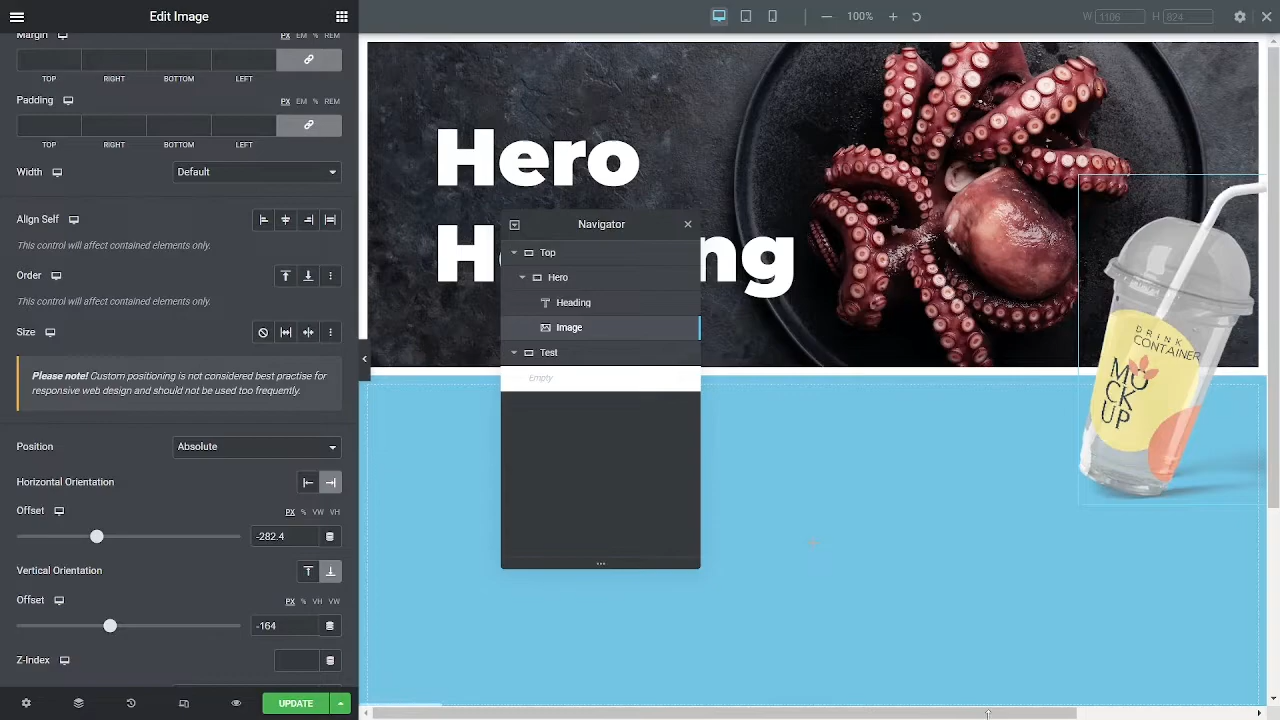 Edit Image
100%
W 1106 H 824
PX EM % REM
TOP RIGHT BOTTOM LEFT
Padding
PX EM % REM
TOP RIGHT BOTTOM
Width
Default
Align Self
This control will affect contained elements only.
Order
This control will affect contained elements only.
Size
Please note! Custom positioning is not considered best practise for
responsive web design and should not be used too frequently.
Position
Absolute
Horizontal Orientation
Offset
PX % VW VH
-282.4
Vertical Orientation
Offset
PX % VH VW
-164
Z-Index
UPDATE
Hero
Navigator
Top
Hero
Heading
Image
Test
Empty
DRINK
CONTAINER
MO
CK
UP